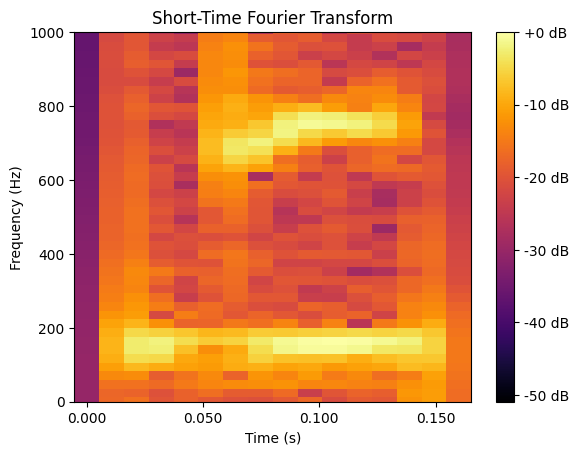 Short-Time Fourier Transform
1000
800
600
400
200
0
Frequency (Hz)
0.000
0.050
0.100
0.150
Time (s)
+0 dB
-10 dB
-20 dB
-30 dB
-40 dB
-50 dB